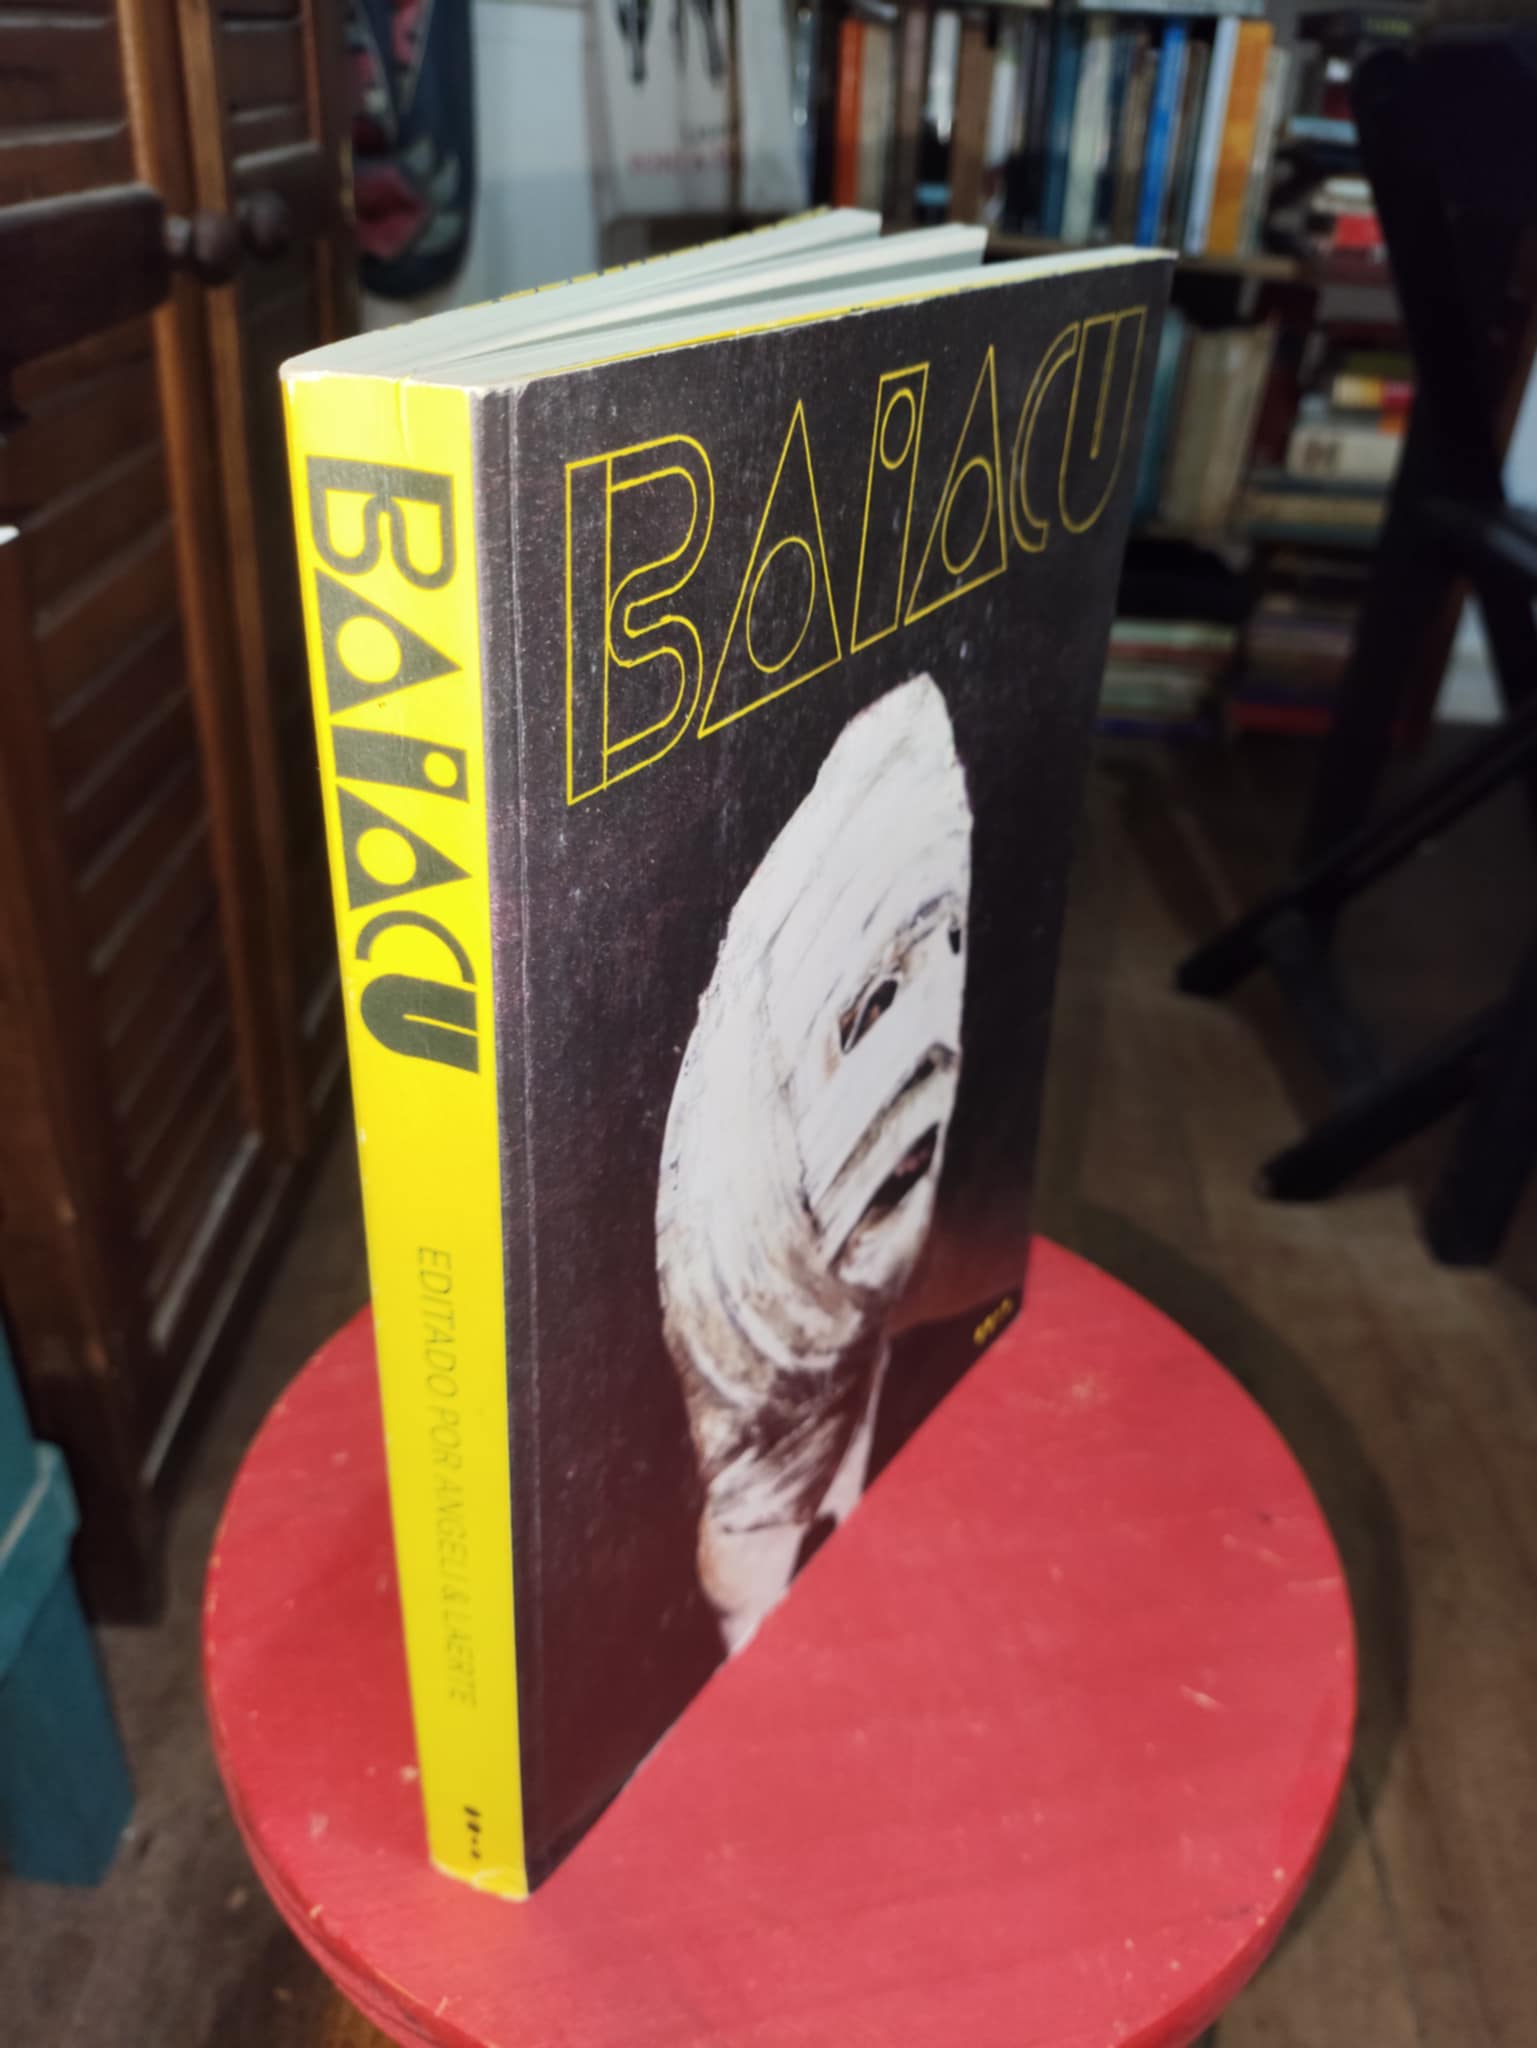 BAIACU
BAIACU
EDITADO POR ANGELI & LAERTE